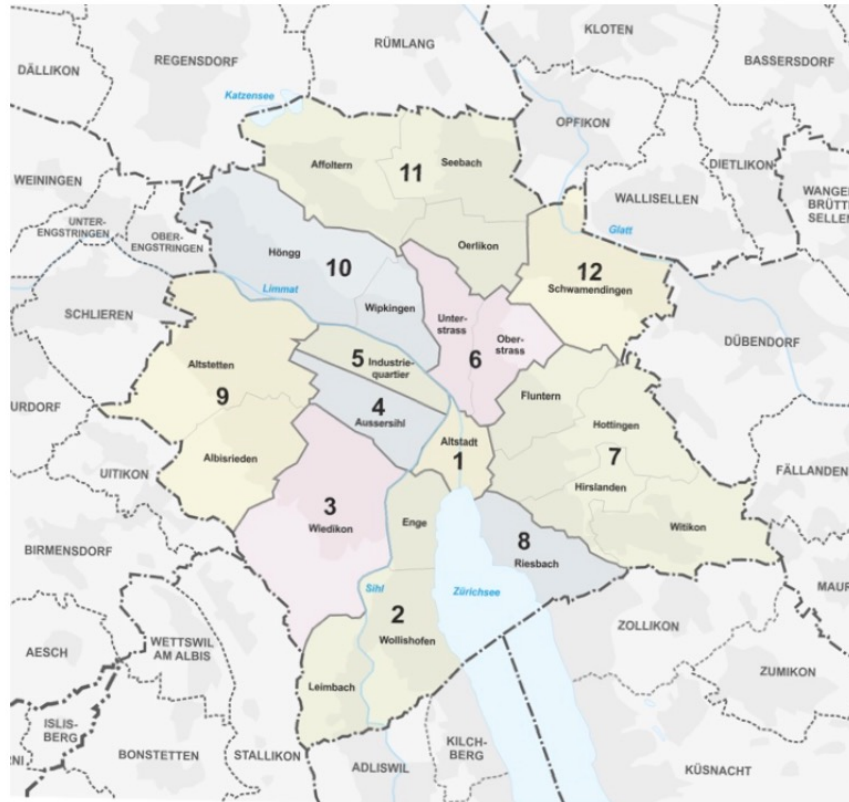 KLOTEN
RÜMLANG
REGENSDORF
BASSERSDORF
DÄLLIKON
Katzensee
OPFIKON
Affoltern
Seebach
11
DIETLIKON
WEININGEN
WALLISELLEN
WANGEN
BRÜTT
SELLEN
UNTER-
ENGSTRINGEN
OBER-
ENGSTRINGEN
Glatt
Höngg
Oerlikon
10
12
Schwamendingen
Limmat
Wipkingen
SCHLIEREN
Unter-
strass
Ober-
strass
DÜBENDORF
6
5
Industrie-
quartier
Altstetten
9
Fluntern
4
Aussersihl
URDORF
Hottingen
Altstadt
1
7
Albisrieden
UITIKON
Hirslanden
FÄLLANDEN
3
Wiedikon
Enge
Witikon
8
Riesbach
BIRMENSDORF
Sihl
Zürichsee
MAUR
2
Wollishofen
ZOLLIKON
AESCH
WETTSWIL
AM ALBIS
ZUMIKON
Leimbach
ISLIS-
BERG
RNI.
BONSTETTEN
STALLIKON
KILCH-
BERG
ADLISWIL
KÜSNACHT